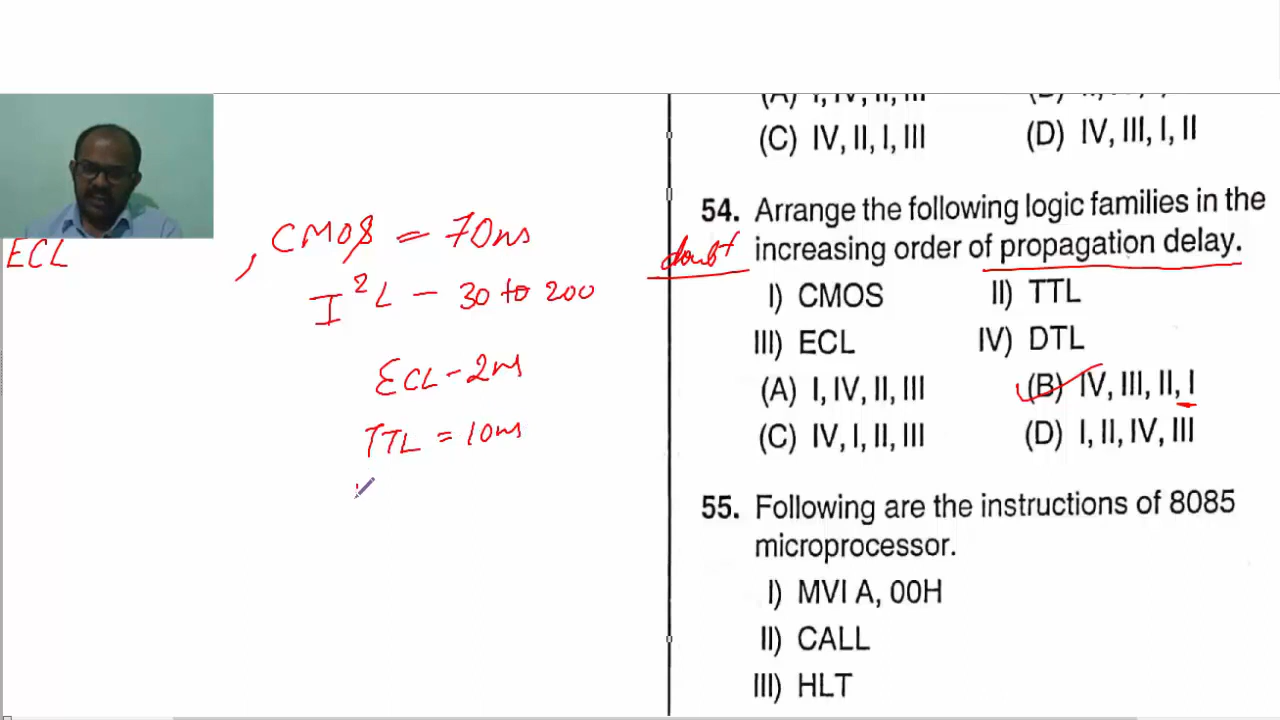 ECL
, CMOS = 70ns
I²L - 30 to 200
ECL - 2ns
TTL = 10ns
(C) IV, II, I, III (D) IV, III, I, II
doubt
54. Arrange the following logic families in the
increasing order of propagation delay.
I) CMOS II) TTL
III) ECL IV) DTL
(A) I, IV, II, III (B) IV, III, II, I
(C) IV, I, II, III (D) I, II, IV, III
55. Following are the instructions of 8085
microprocessor.
I) MVI A, 00H
II) CALL
III) HLT